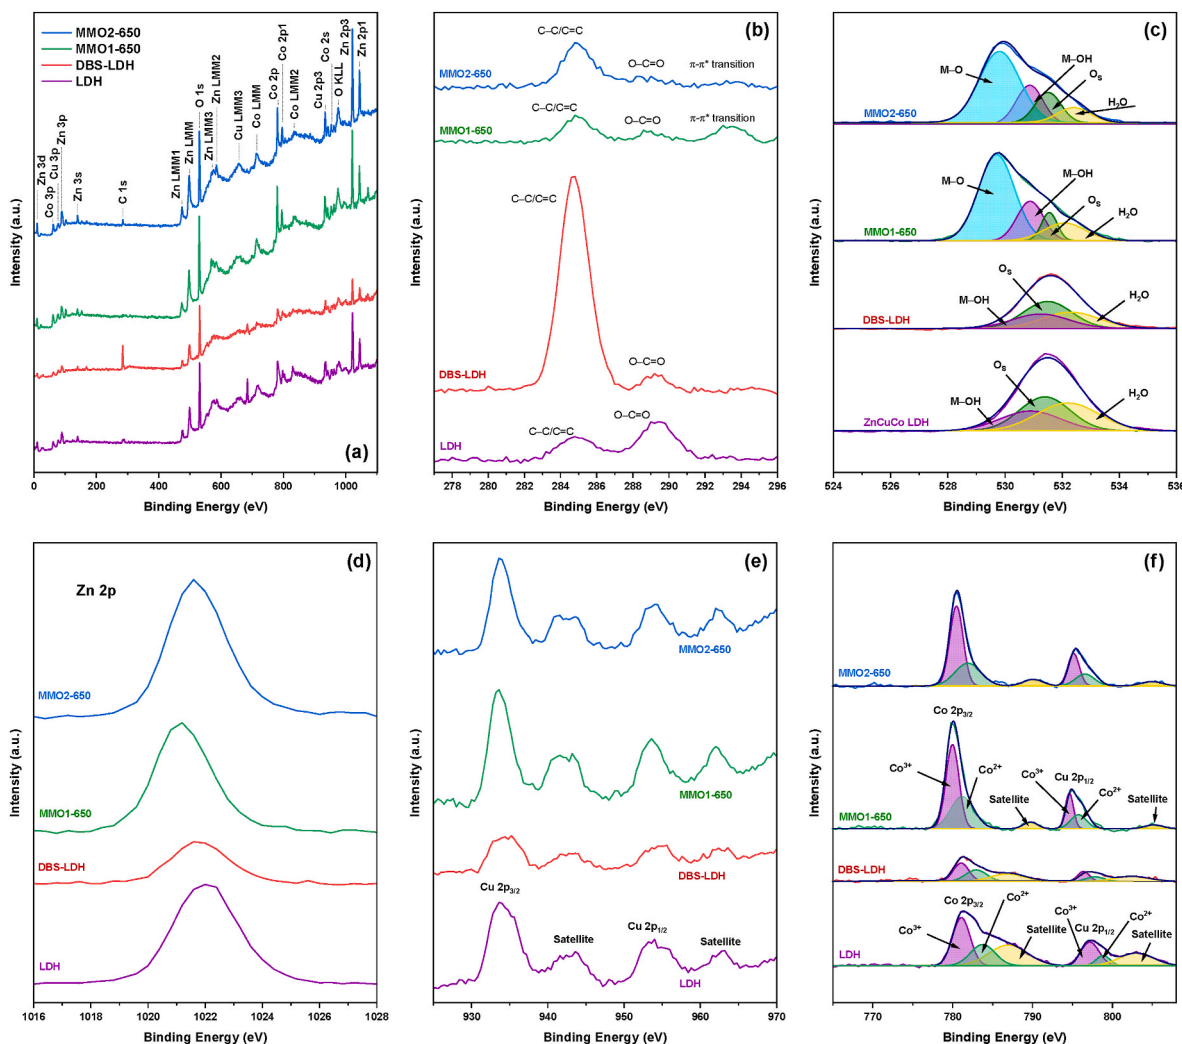 MMO2-650
MMO1-650
DBS-LDH
LDH
Zn 3d
Co 3p
Cu 3p
Zn 3p
Zn 3s
C 1s
Zn LMM1
Zn LMM
O 1s
Zn LMM3
Zn LMM2
Cu LMM3
Co LMM
Co 2p
Co 2p1
Co LMM2
Cu 2p3
Co 2s
O KLL
Zn 2p3
Zn 2p1
(a)
Intensity (a.u.)
0 200 400 600 800 1000
Binding Energy (eV)
(b)
C–C/C=C
O–C=O
π-π* transition
MMO2-650
C–C/C=C
O–C=O
π-π* transition
MMO1-650
C–C/C=C
O–C=O
DBS-LDH
C–C/C=C
O–C=O
LDH
Intensity (a.u.)
278 280 282 284 286 288 290 292 294 296
Binding Energy (eV)
(c)
M–O
M–OH
Os
H2O
MMO2-650
M–O
M–OH
Os
H2O
MMO1-650
Os
M–OH
H2O
DBS-LDH
Os
M–OH
H2O
ZnCuCo LDH
Intensity (a.u.)
524 526 528 530 532 534 536
Binding Energy (eV)
(d)
Zn 2p
MMO2-650
MMO1-650
DBS-LDH
LDH
Intensity (a.u.)
1016 1018 1020 1022 1024 1026 1028
Binding Energy (eV)
(e)
MMO2-650
MMO1-650
DBS-LDH
Cu 2p3/2
Satellite
Cu 2p1/2
Satellite
LDH
Intensity (a.u.)
930 935 940 945 950 955 960 965 970
Binding Energy (eV)
(f)
MMO2-650
Co 2p3/2
Co3+
Co2+
Satellite
Co3+
Cu 2p1/2
Co2+
Satellite
MMO1-650
DBS-LDH
Co 2p3/2
Co3+
Co2+
Satellite
Co3+
Cu 2p1/2
Co2+
Satellite
LDH
Intensity (a.u.)
770 780 790 800
Binding Energy (eV)